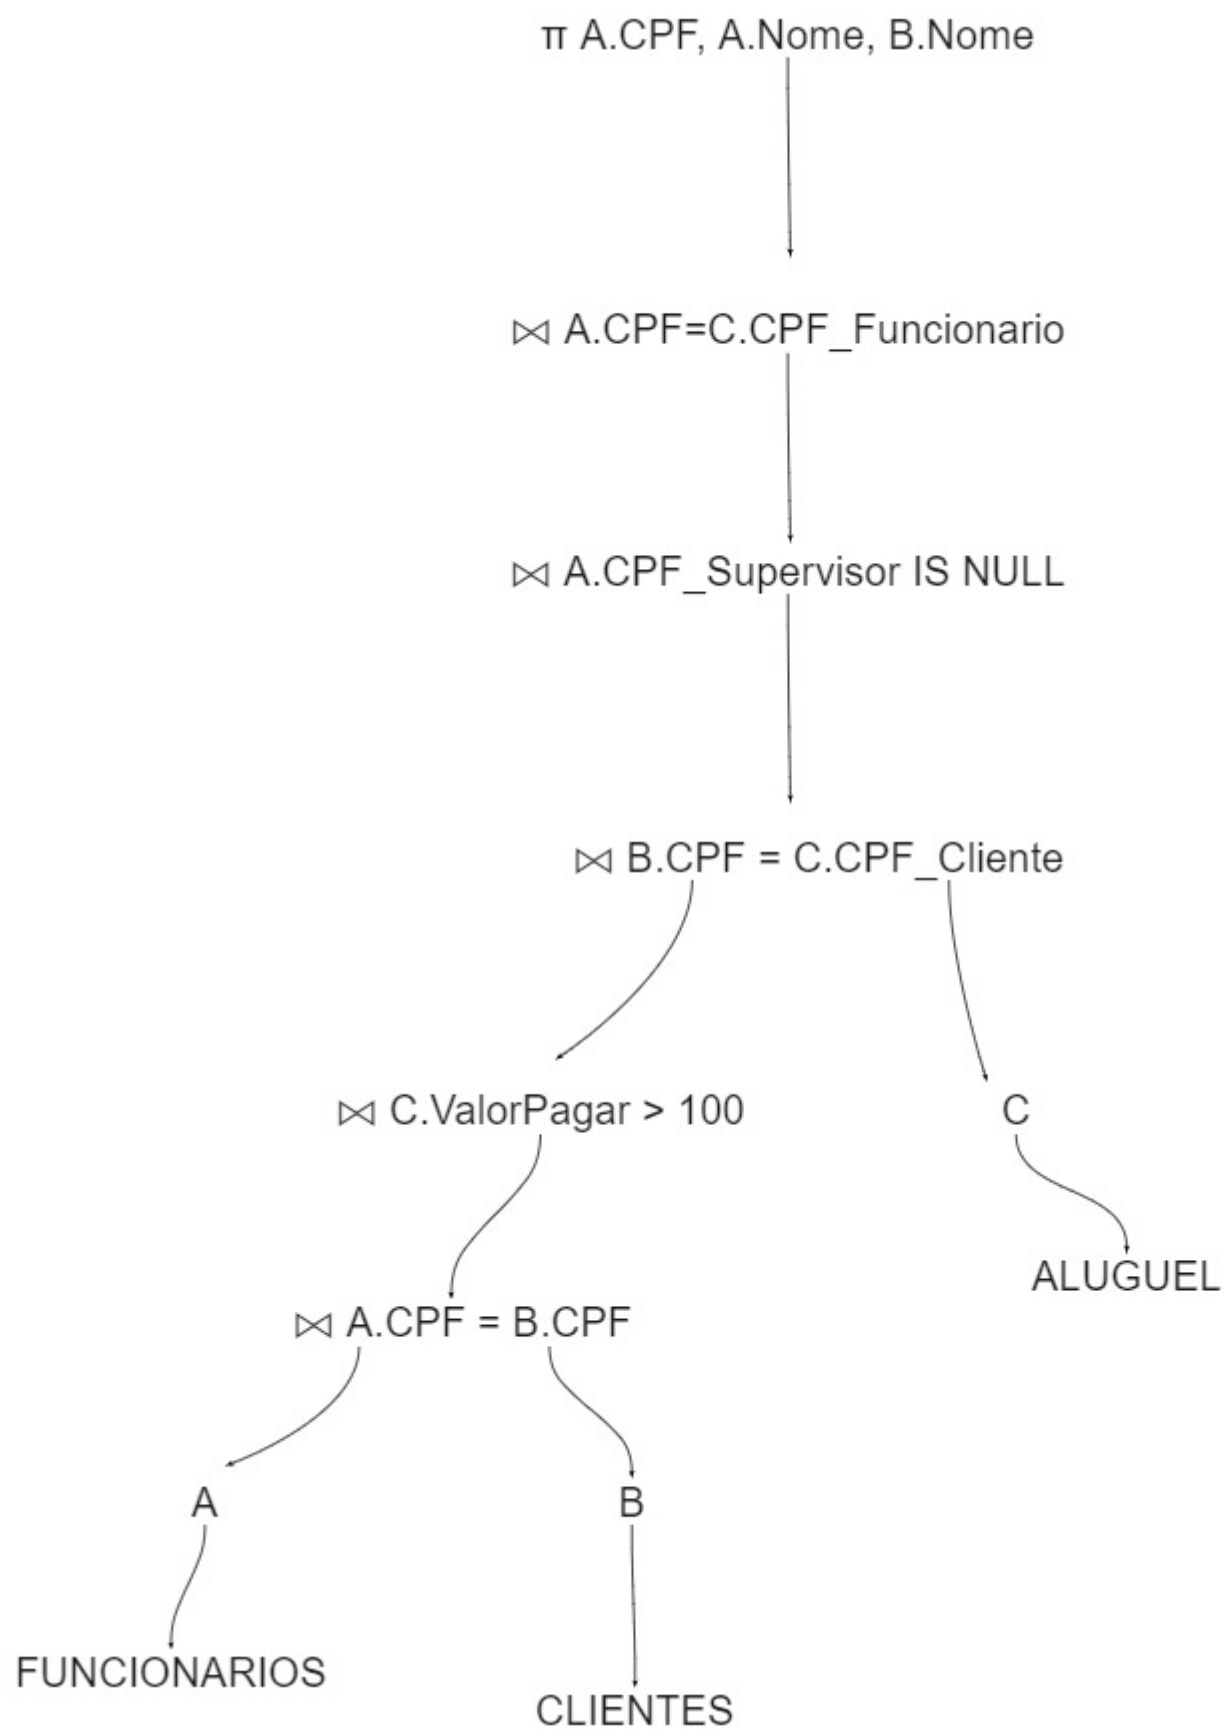 π A.CPF, A.Nome, B.Nome
⋈ A.CPF=C.CPF_Funcionario
⋈ A.CPF_Supervisor IS NULL
⋈ B.CPF = C.CPF_Cliente
⋈ C.ValorPagar > 100
C
ALUGUEL
⋈ A.CPF = B.CPF
A
B
FUNCIONARIOS
CLIENTES